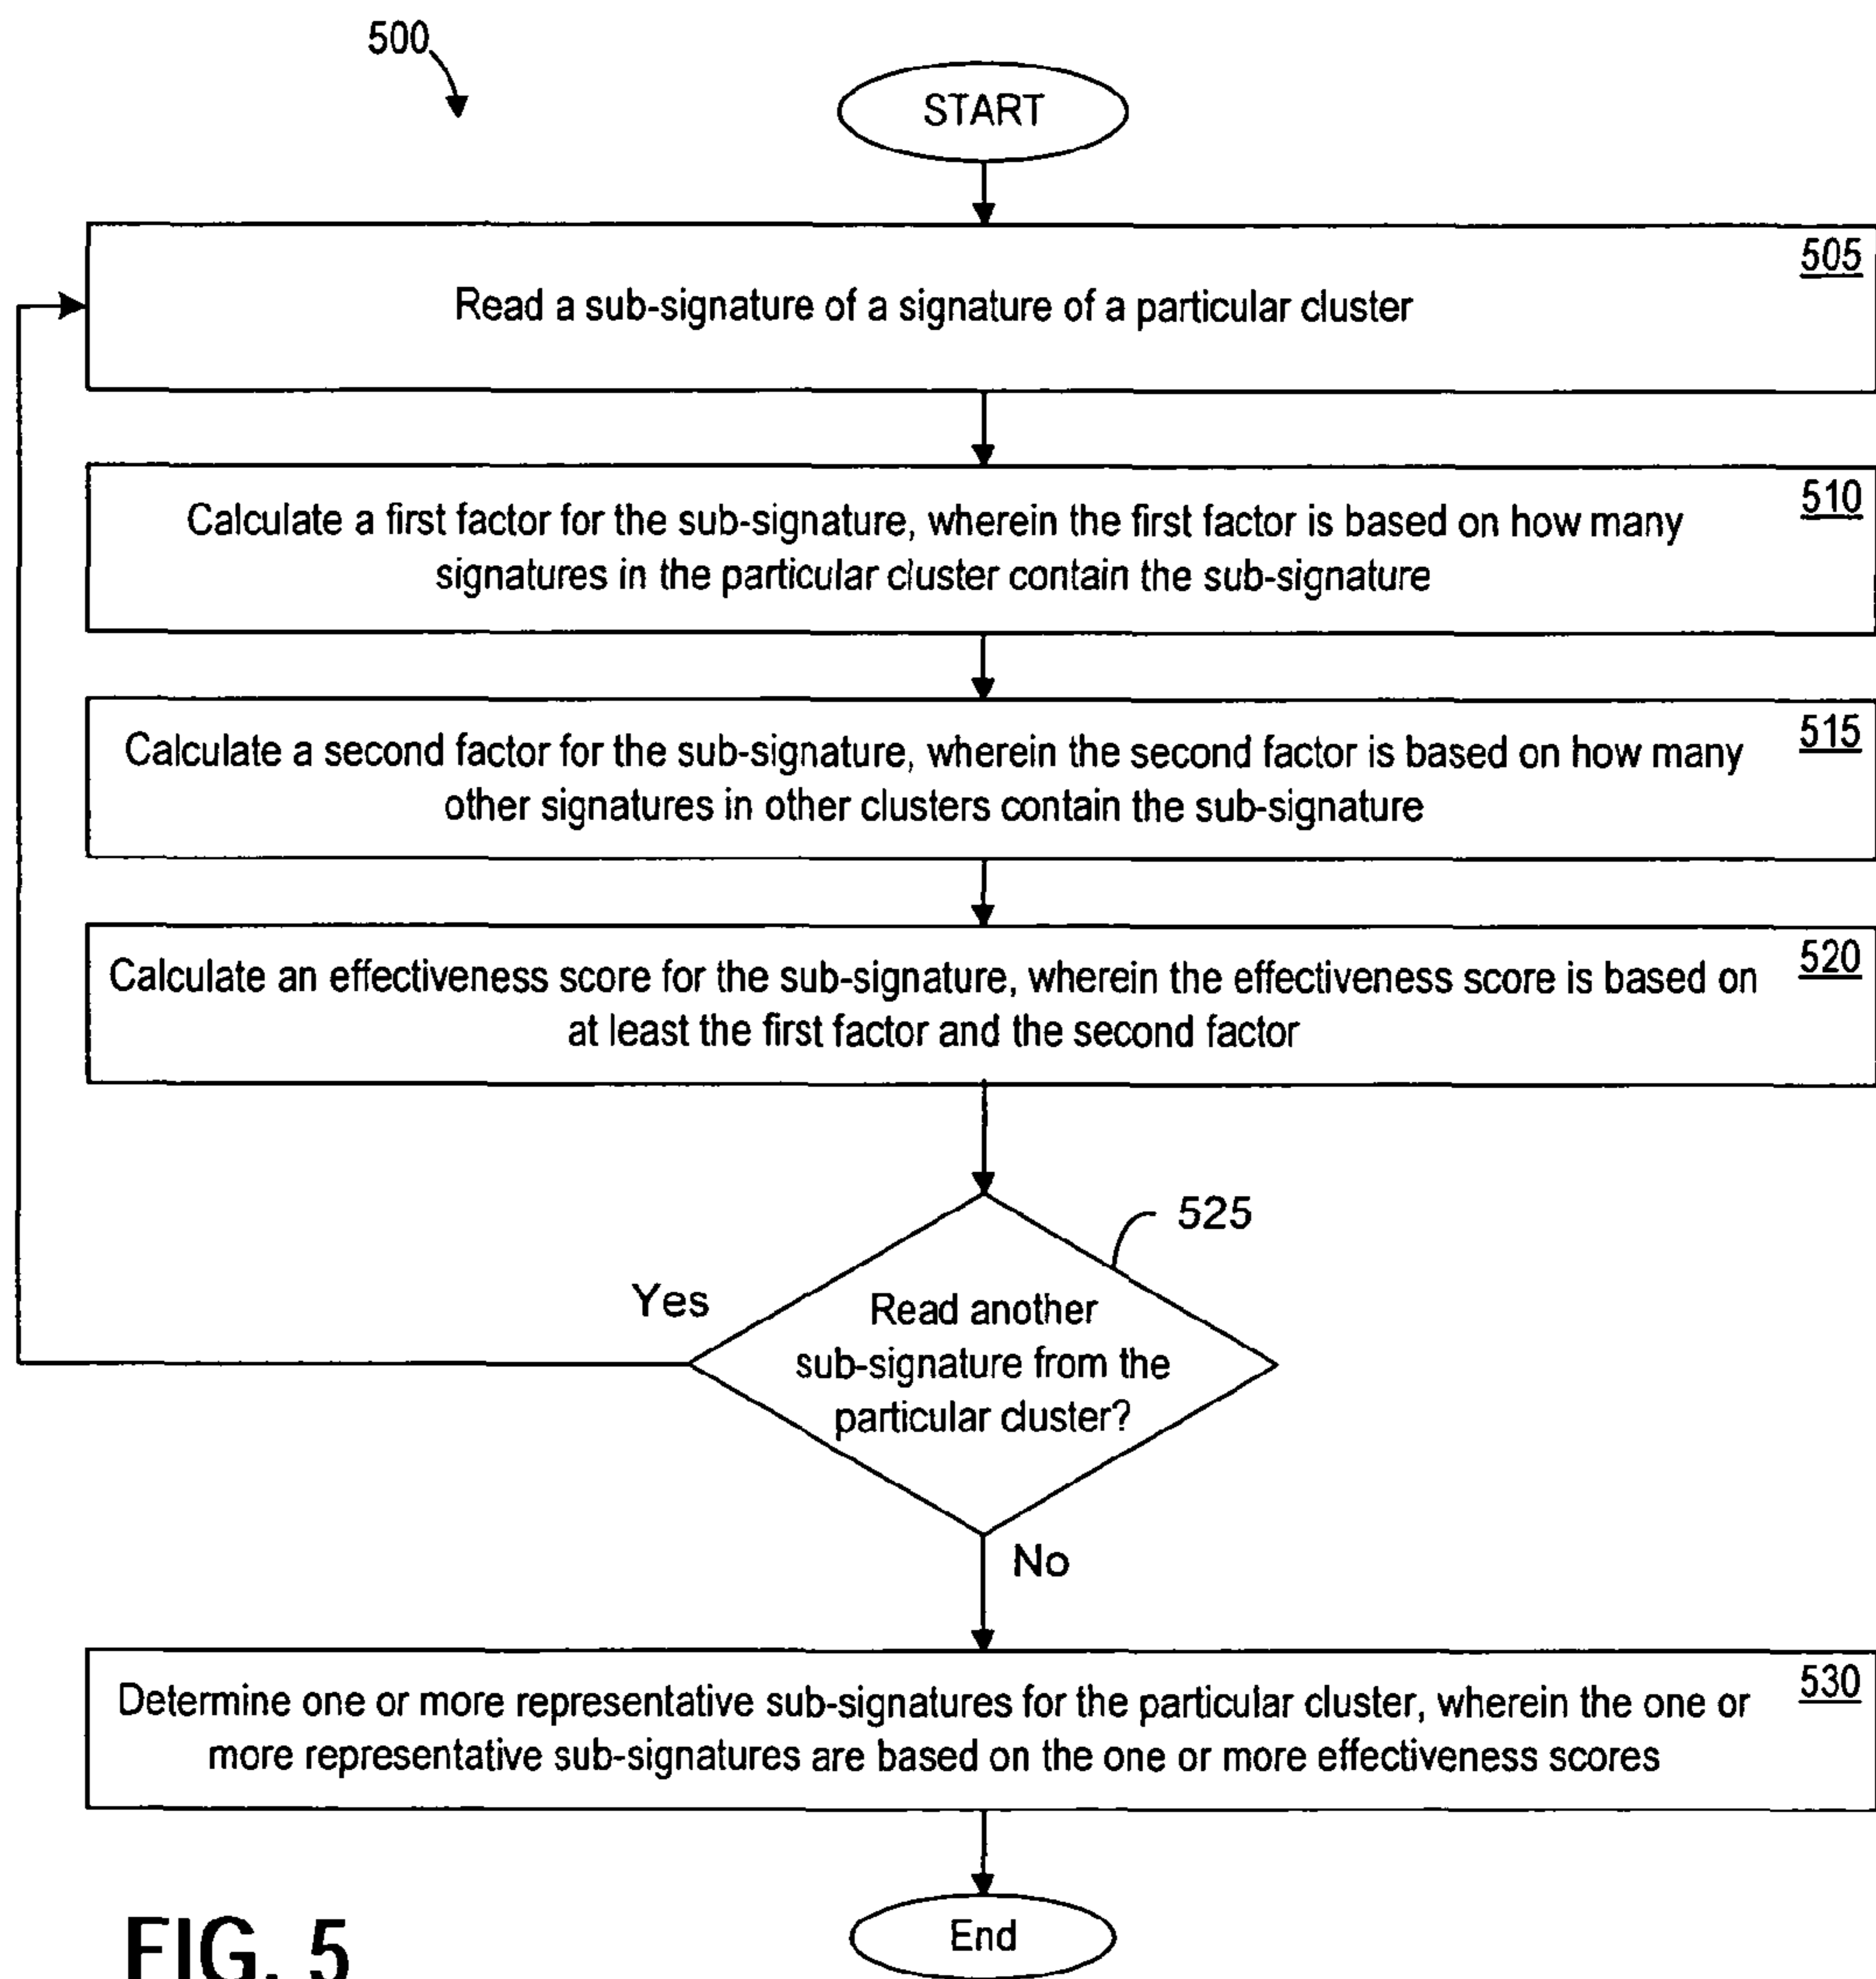 500
START
505
Read a sub-signature of a signature of a particular cluster
510
Calculate a first factor for the sub-signature, wherein the first factor is based on how many
signatures in the particular cluster contain the sub-signature
515
Calculate a second factor for the sub-signature, wherein the second factor is based on how many
other signatures in other clusters contain the sub-signature
520
Calculate an effectiveness score for the sub-signature, wherein the effectiveness score is based on
at least the first factor and the second factor
525
Yes
Read another
sub-signature from the
particular cluster?
No
530
Determine one or more representative sub-signatures for the particular cluster, wherein the one or
more representative sub-signatures are based on the one or more effectiveness scores
End
FIG. 5